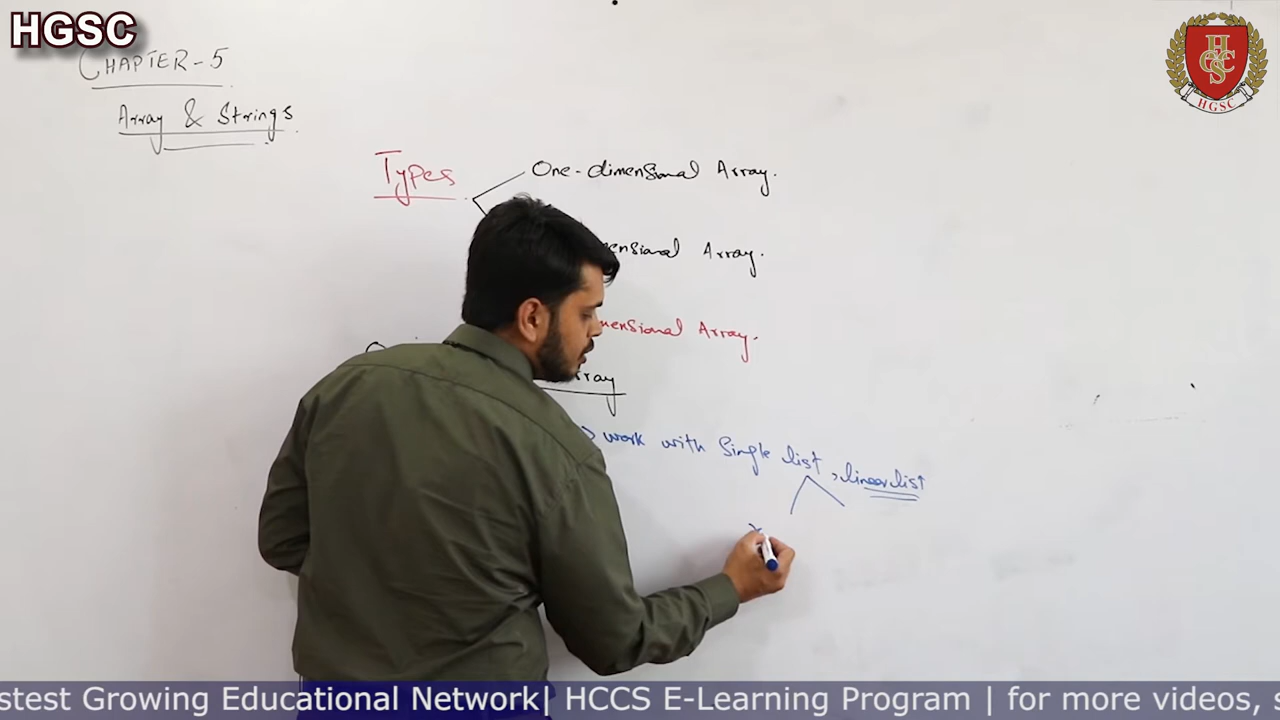 HGSC
CHAPTER-5
Array & Strings
HGSC
Types
One-dimensional Array.
ensional Array.
mensional Array.
rray
work with Single list, linear list
stest Growing Educational Network| HCCS E-Learning Program | for more videos, s